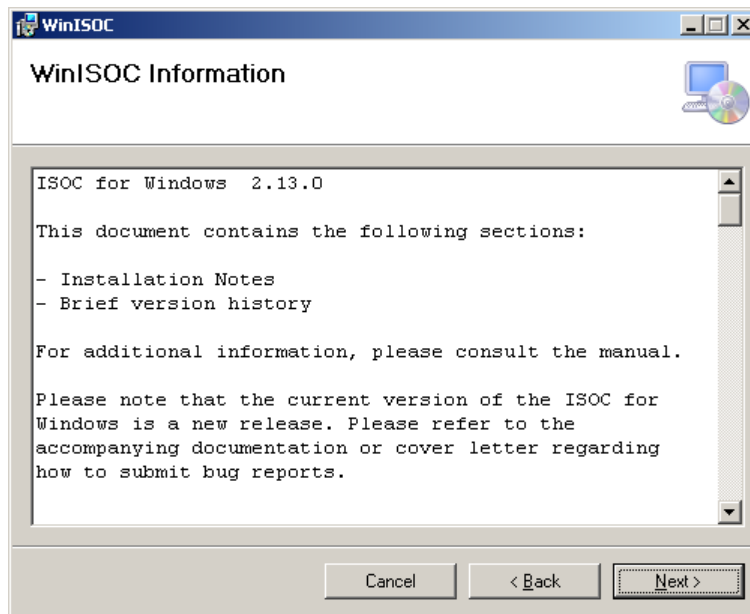 WinISOC
WinISOC Information
ISOC for Windows  2.13.0
This document contains the following sections:
- Installation Notes
- Brief version history
For additional information, please consult the manual.
Please note that the current version of the ISOC for
Windows is a new release. Please refer to the
accompanying documentation or cover letter regarding
how to submit bug reports.
Cancel
< Back
Next >